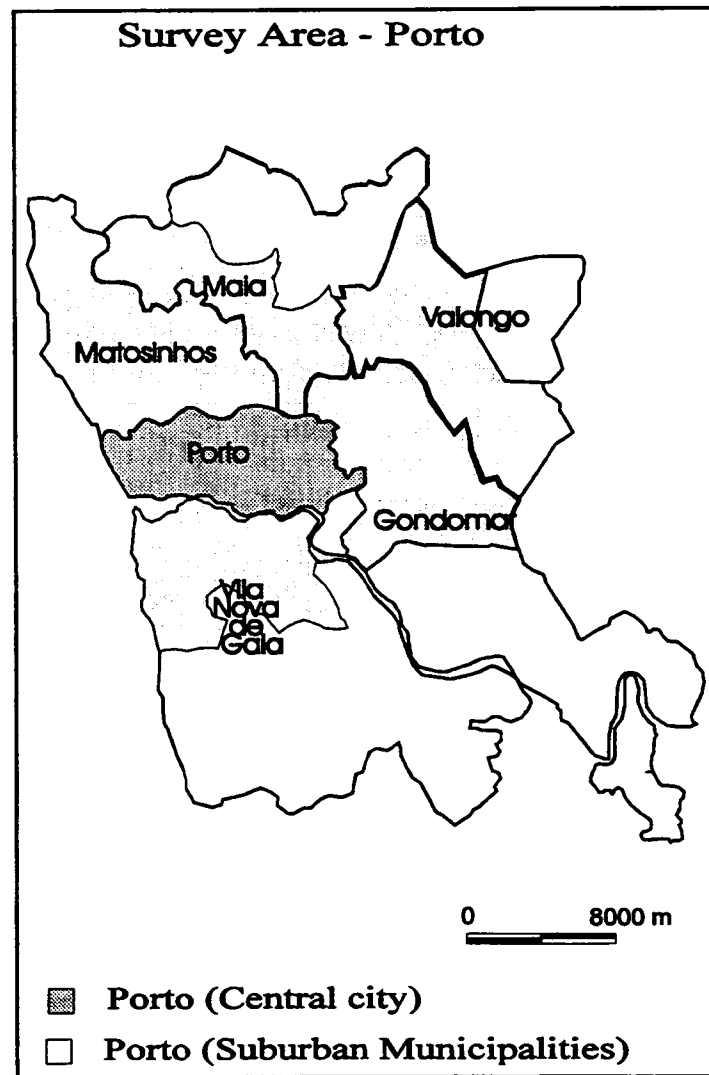 Survey Area - Porto
Maia
Valongo
Matosinhos
Porto
Gondomar
Vila
Nova
de
Gaia
0 8000 m
Porto (Central city)
Porto (Suburban Municipalities)